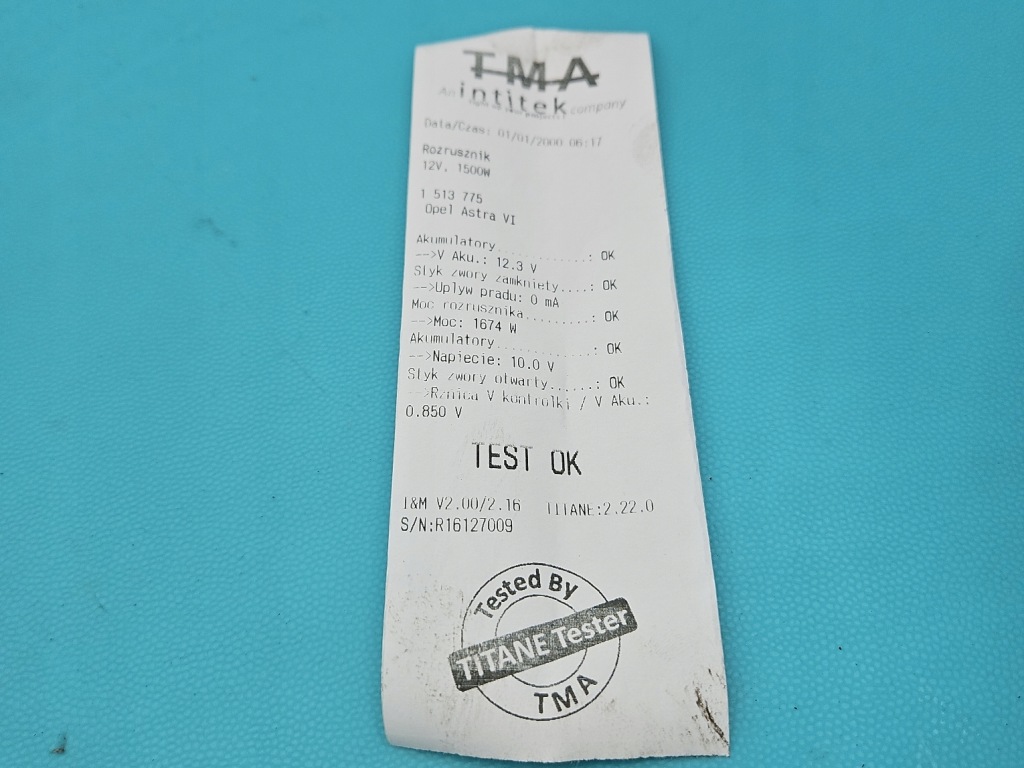 TMA
An intitek company
Data/Czas: 01/01/2000 06:17
Rozrusznik
12V. 1500W
1 513 775
Opel Astra VI
Akumulatory............: OK
-->V Aku.: 12.3 V
Styk zwory zamkniety....: OK
-->Uplyw pradu: 0 mA
Moc rozrusznika.........: OK
-->Moc: 1674 W
Akumulatory............: OK
-->Napiecie: 10.0 V
Styk zwory otwarty......: OK
-->Rznica V kontrolki / V Aku.:
0.850 V
TEST OK
I&M V2.00/2.16 TITANE:2.22.0
S/N:R16127009
Tested By
TITANE Tester
TMA